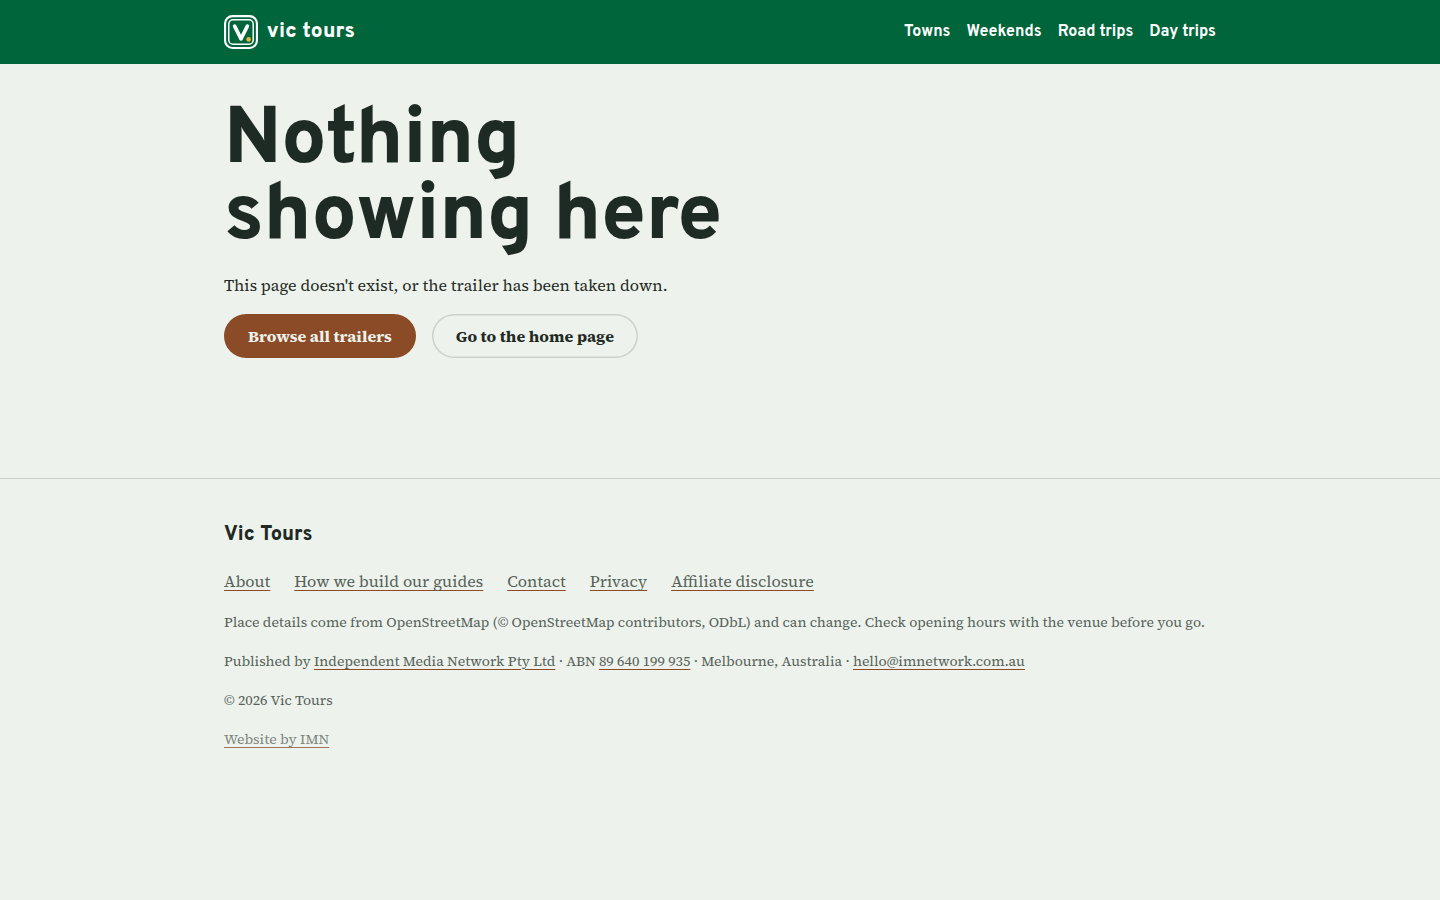 vic tours
Towns Weekends Road trips Day trips
Nothing
showing here
This page doesn't exist, or the trailer has been taken down.
Browse all trailers Go to the home page
Vic Tours
About How we build our guides Contact Privacy Affiliate disclosure
Place details come from OpenStreetMap (© OpenStreetMap contributors, ODbL) and can change. Check opening hours with the venue before you go.
Published by Independent Media Network Pty Ltd · ABN 89 640 199 935 · Melbourne, Australia · hello@imnetwork.com.au
© 2026 Vic Tours
Website by IMN